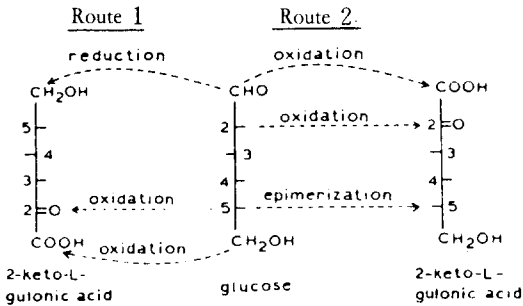 Route 1 Route 2.
reduction oxidation
CH2OH CHO COOH
5 2 oxidation 2 =O
4 3 3
3 4 4
2 =O oxidation 5 epimerization 5
COOH oxidation CH2OH CH2OH
2-keto-L- glucose 2-keto-L-
gulonic acid gulonic acid